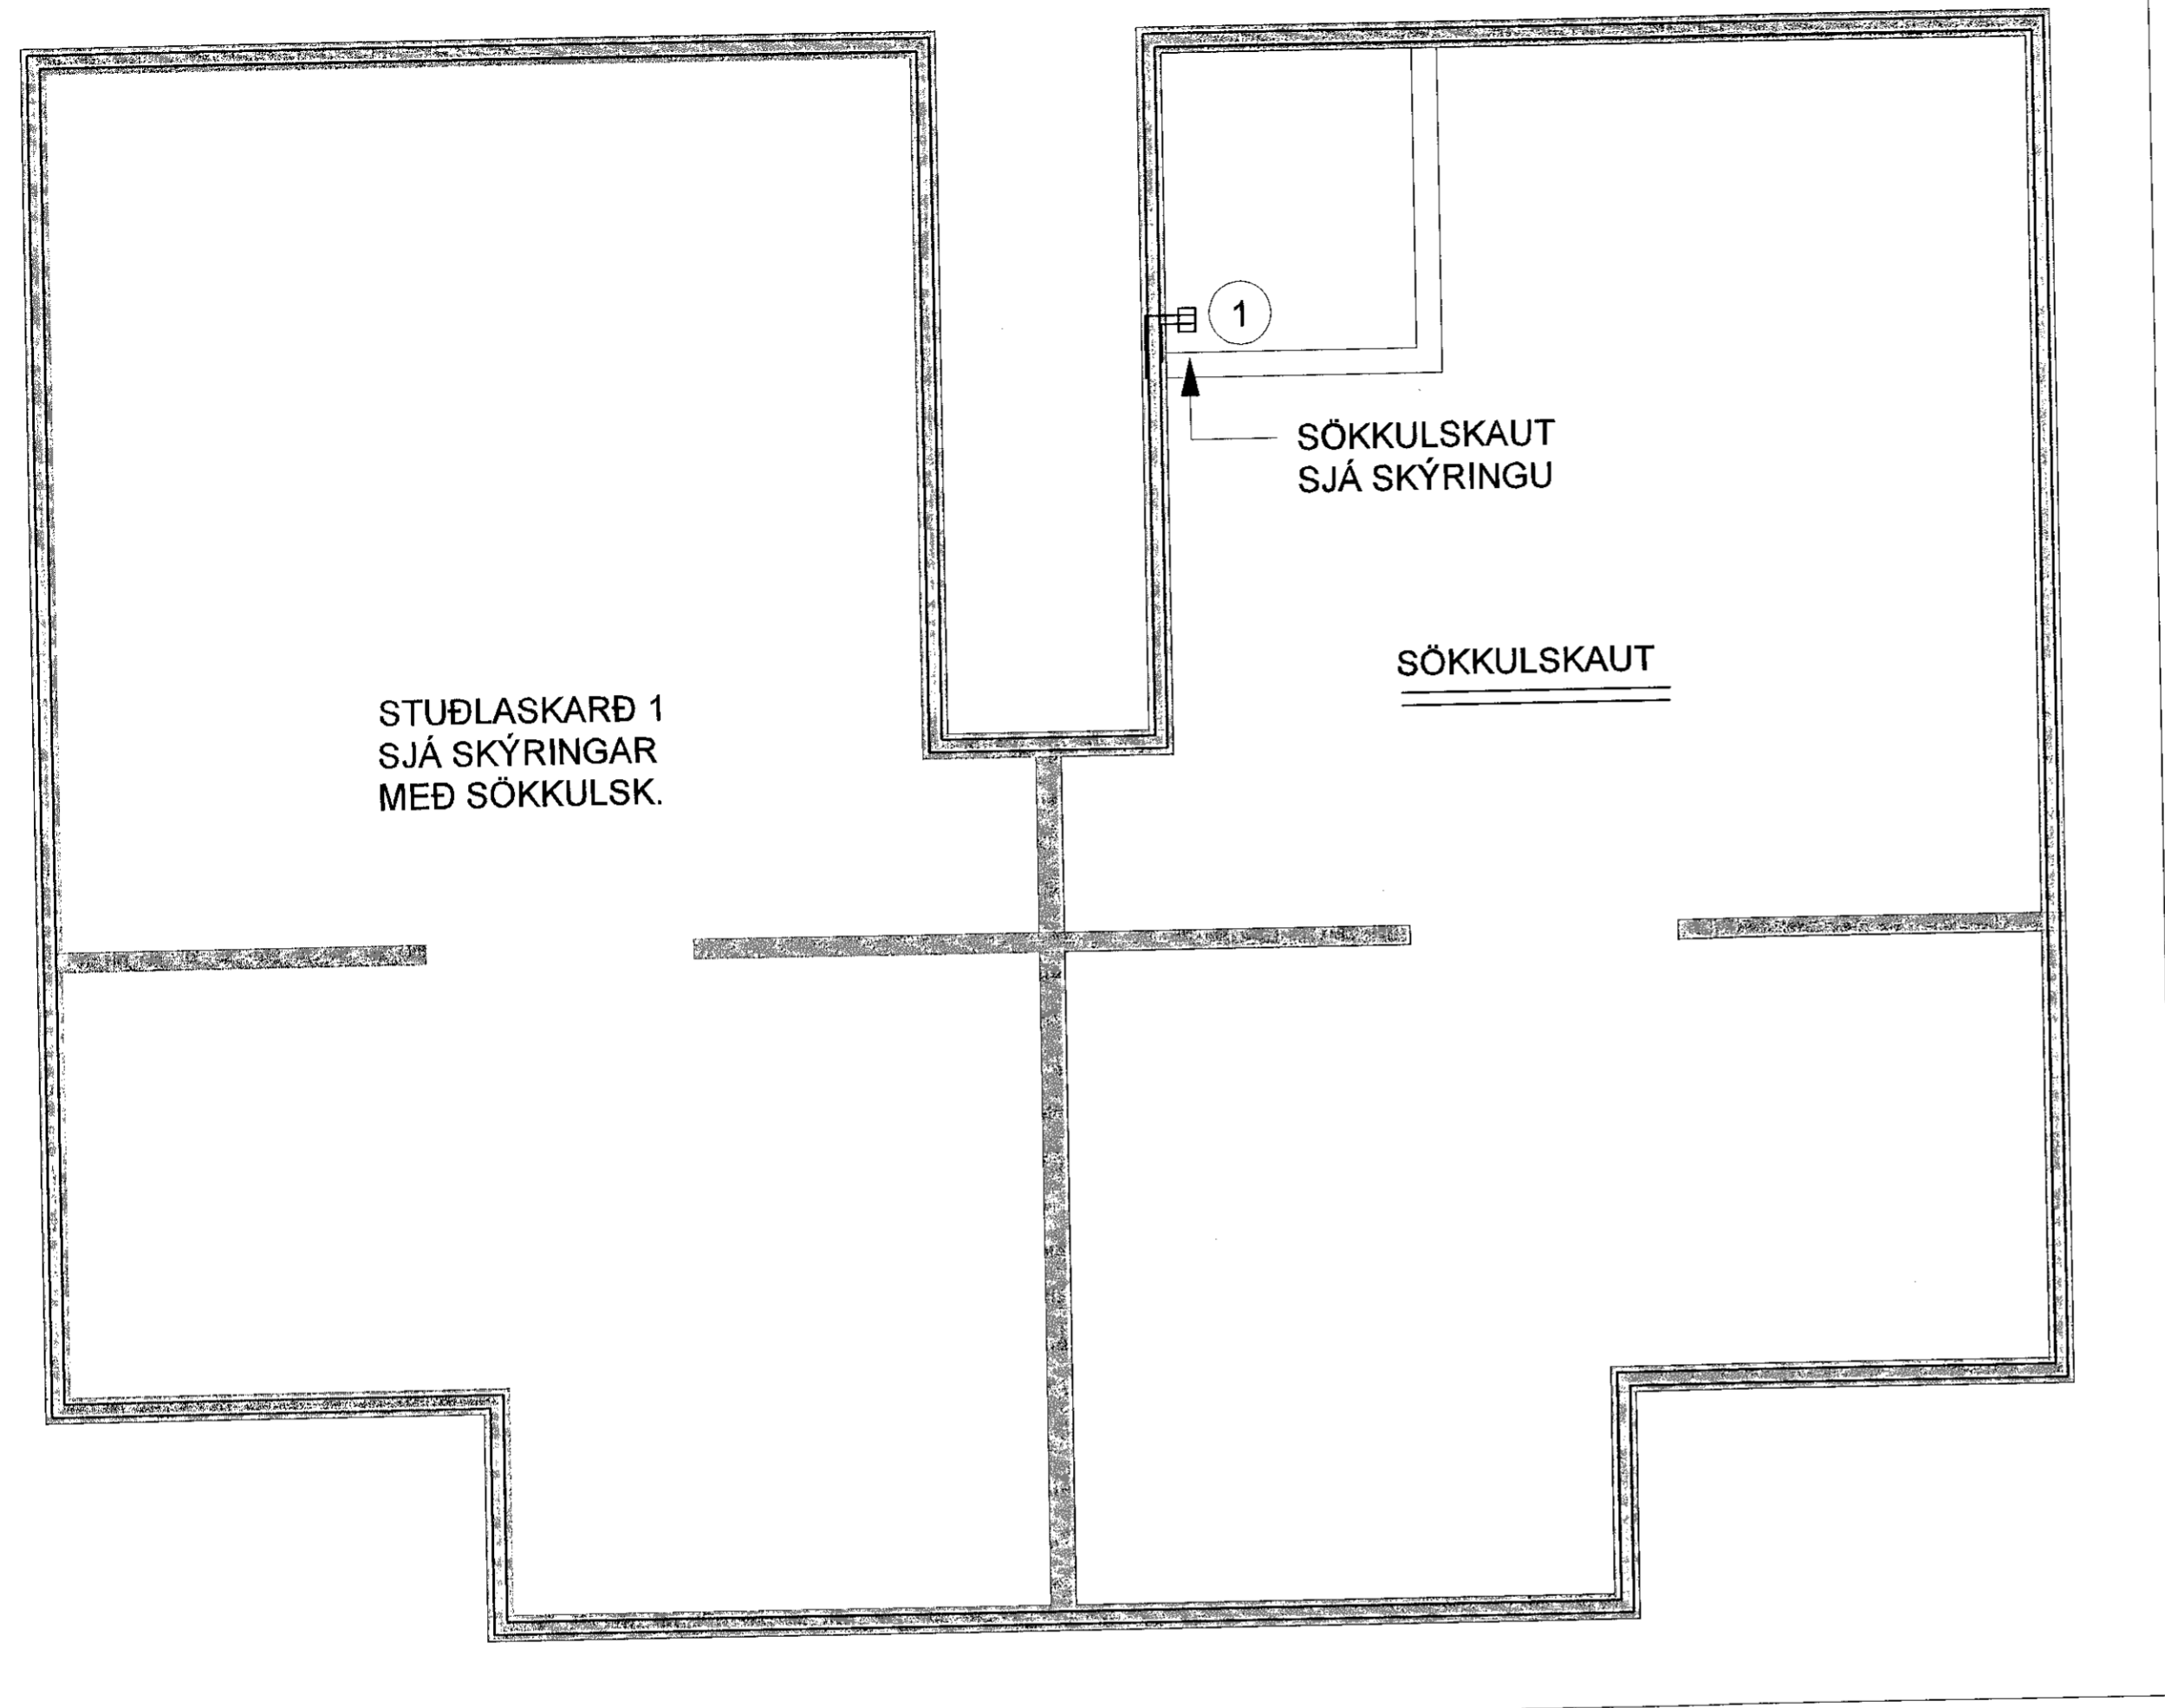 1
SÖKKULSKAUT
SJÁ SKÝRINGU
SÖKKULSKAUT
STUÐLASKARÐ 1
SJÁ SKÝRINGAR
MEÐ SÖKKULSK.